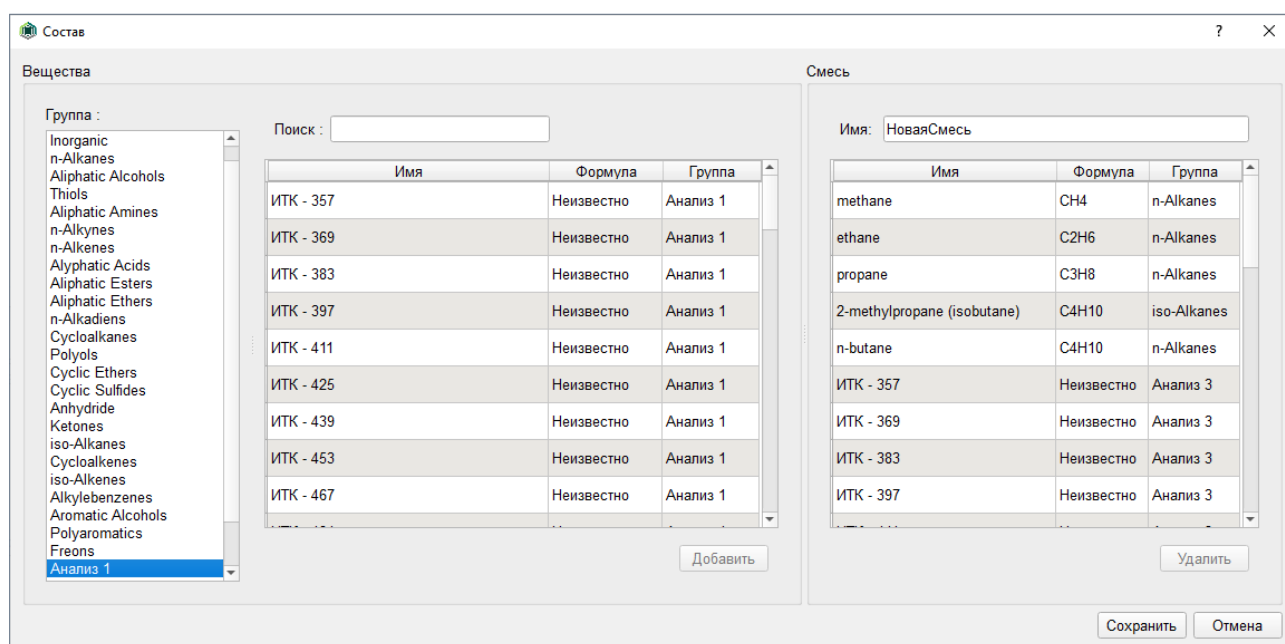 Состав
?
Вещества
Группа :
Inorganic
n-Alkanes
Aliphatic Alcohols
Thiols
Aliphatic Amines
n-Alkynes
n-Alkenes
Alyphatic Acids
Aliphatic Esters
Aliphatic Ethers
n-Alkadiens
Cycloalkanes
Polyols
Cyclic Ethers
Cyclic Sulfides
Anhydride
Ketones
iso-Alkanes
Cycloalkenes
iso-Alkenes
Alkylebenzenes
Aromatic Alcohols
Polyaromatics
Freons
Анализ 1
Поиск :
Имя Формула Группа
ИТК - 357 Неизвестно Анализ 1
ИТК - 369 Неизвестно Анализ 1
ИТК - 383 Неизвестно Анализ 1
ИТК - 397 Неизвестно Анализ 1
ИТК - 411 Неизвестно Анализ 1
ИТК - 425 Неизвестно Анализ 1
ИТК - 439 Неизвестно Анализ 1
ИТК - 453 Неизвестно Анализ 1
ИТК - 467 Неизвестно Анализ 1
Добавить
Смесь
Имя: НоваяСмесь
Имя Формула Группа
methane CH4 n-Alkanes
ethane C2H6 n-Alkanes
propane C3H8 n-Alkanes
2-methylpropane (isobutane) C4H10 iso-Alkanes
n-butane C4H10 n-Alkanes
ИТК - 357 Неизвестно Анализ 3
ИТК - 369 Неизвестно Анализ 3
ИТК - 383 Неизвестно Анализ 3
ИТК - 397 Неизвестно Анализ 3
Удалить
Сохранить Отмена